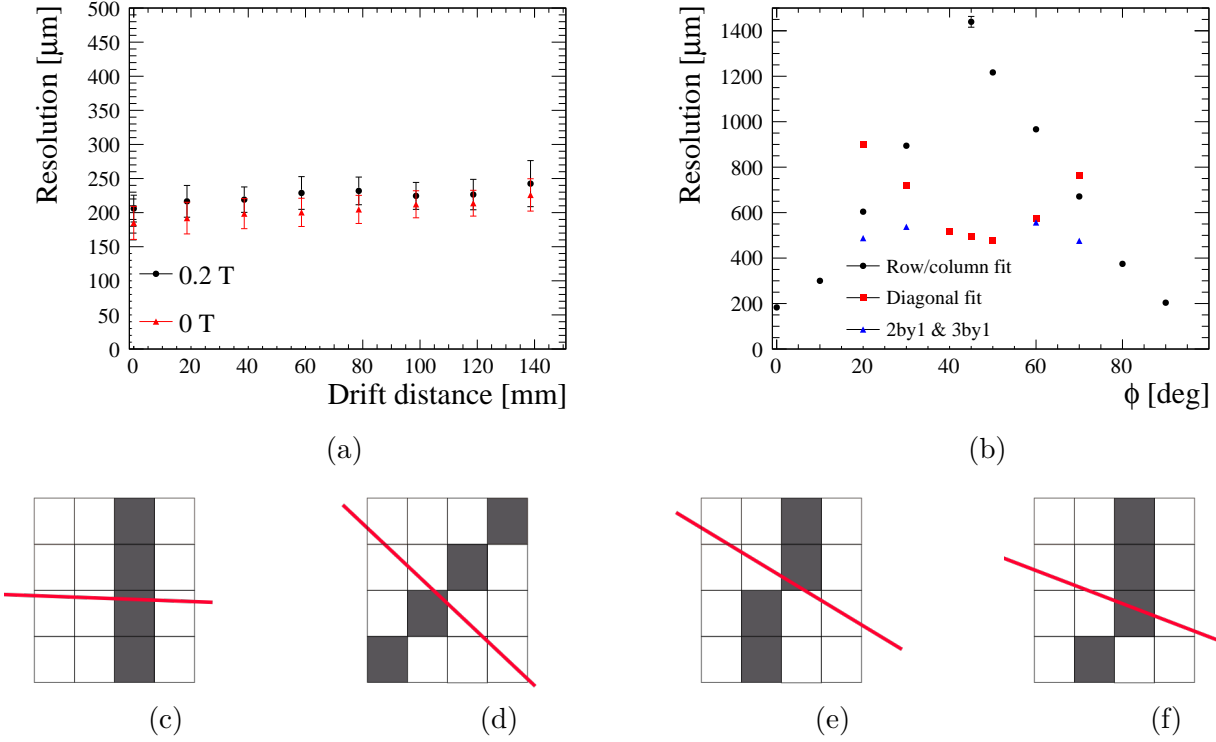 500
450
400
350
300
250
200
150
100
50
0
Resolution [μm]
0.2 T
0 T
0 20 40 60 80 100 120 140
Drift distance [mm]
(a)
1400
1200
1000
800
600
400
200
0
Resolution [μm]
Row/column fit
Diagonal fit
2by1 & 3by1
0 20 40 60 80
ϕ [deg]
(b)
(c)
(d)
(e)
(f)